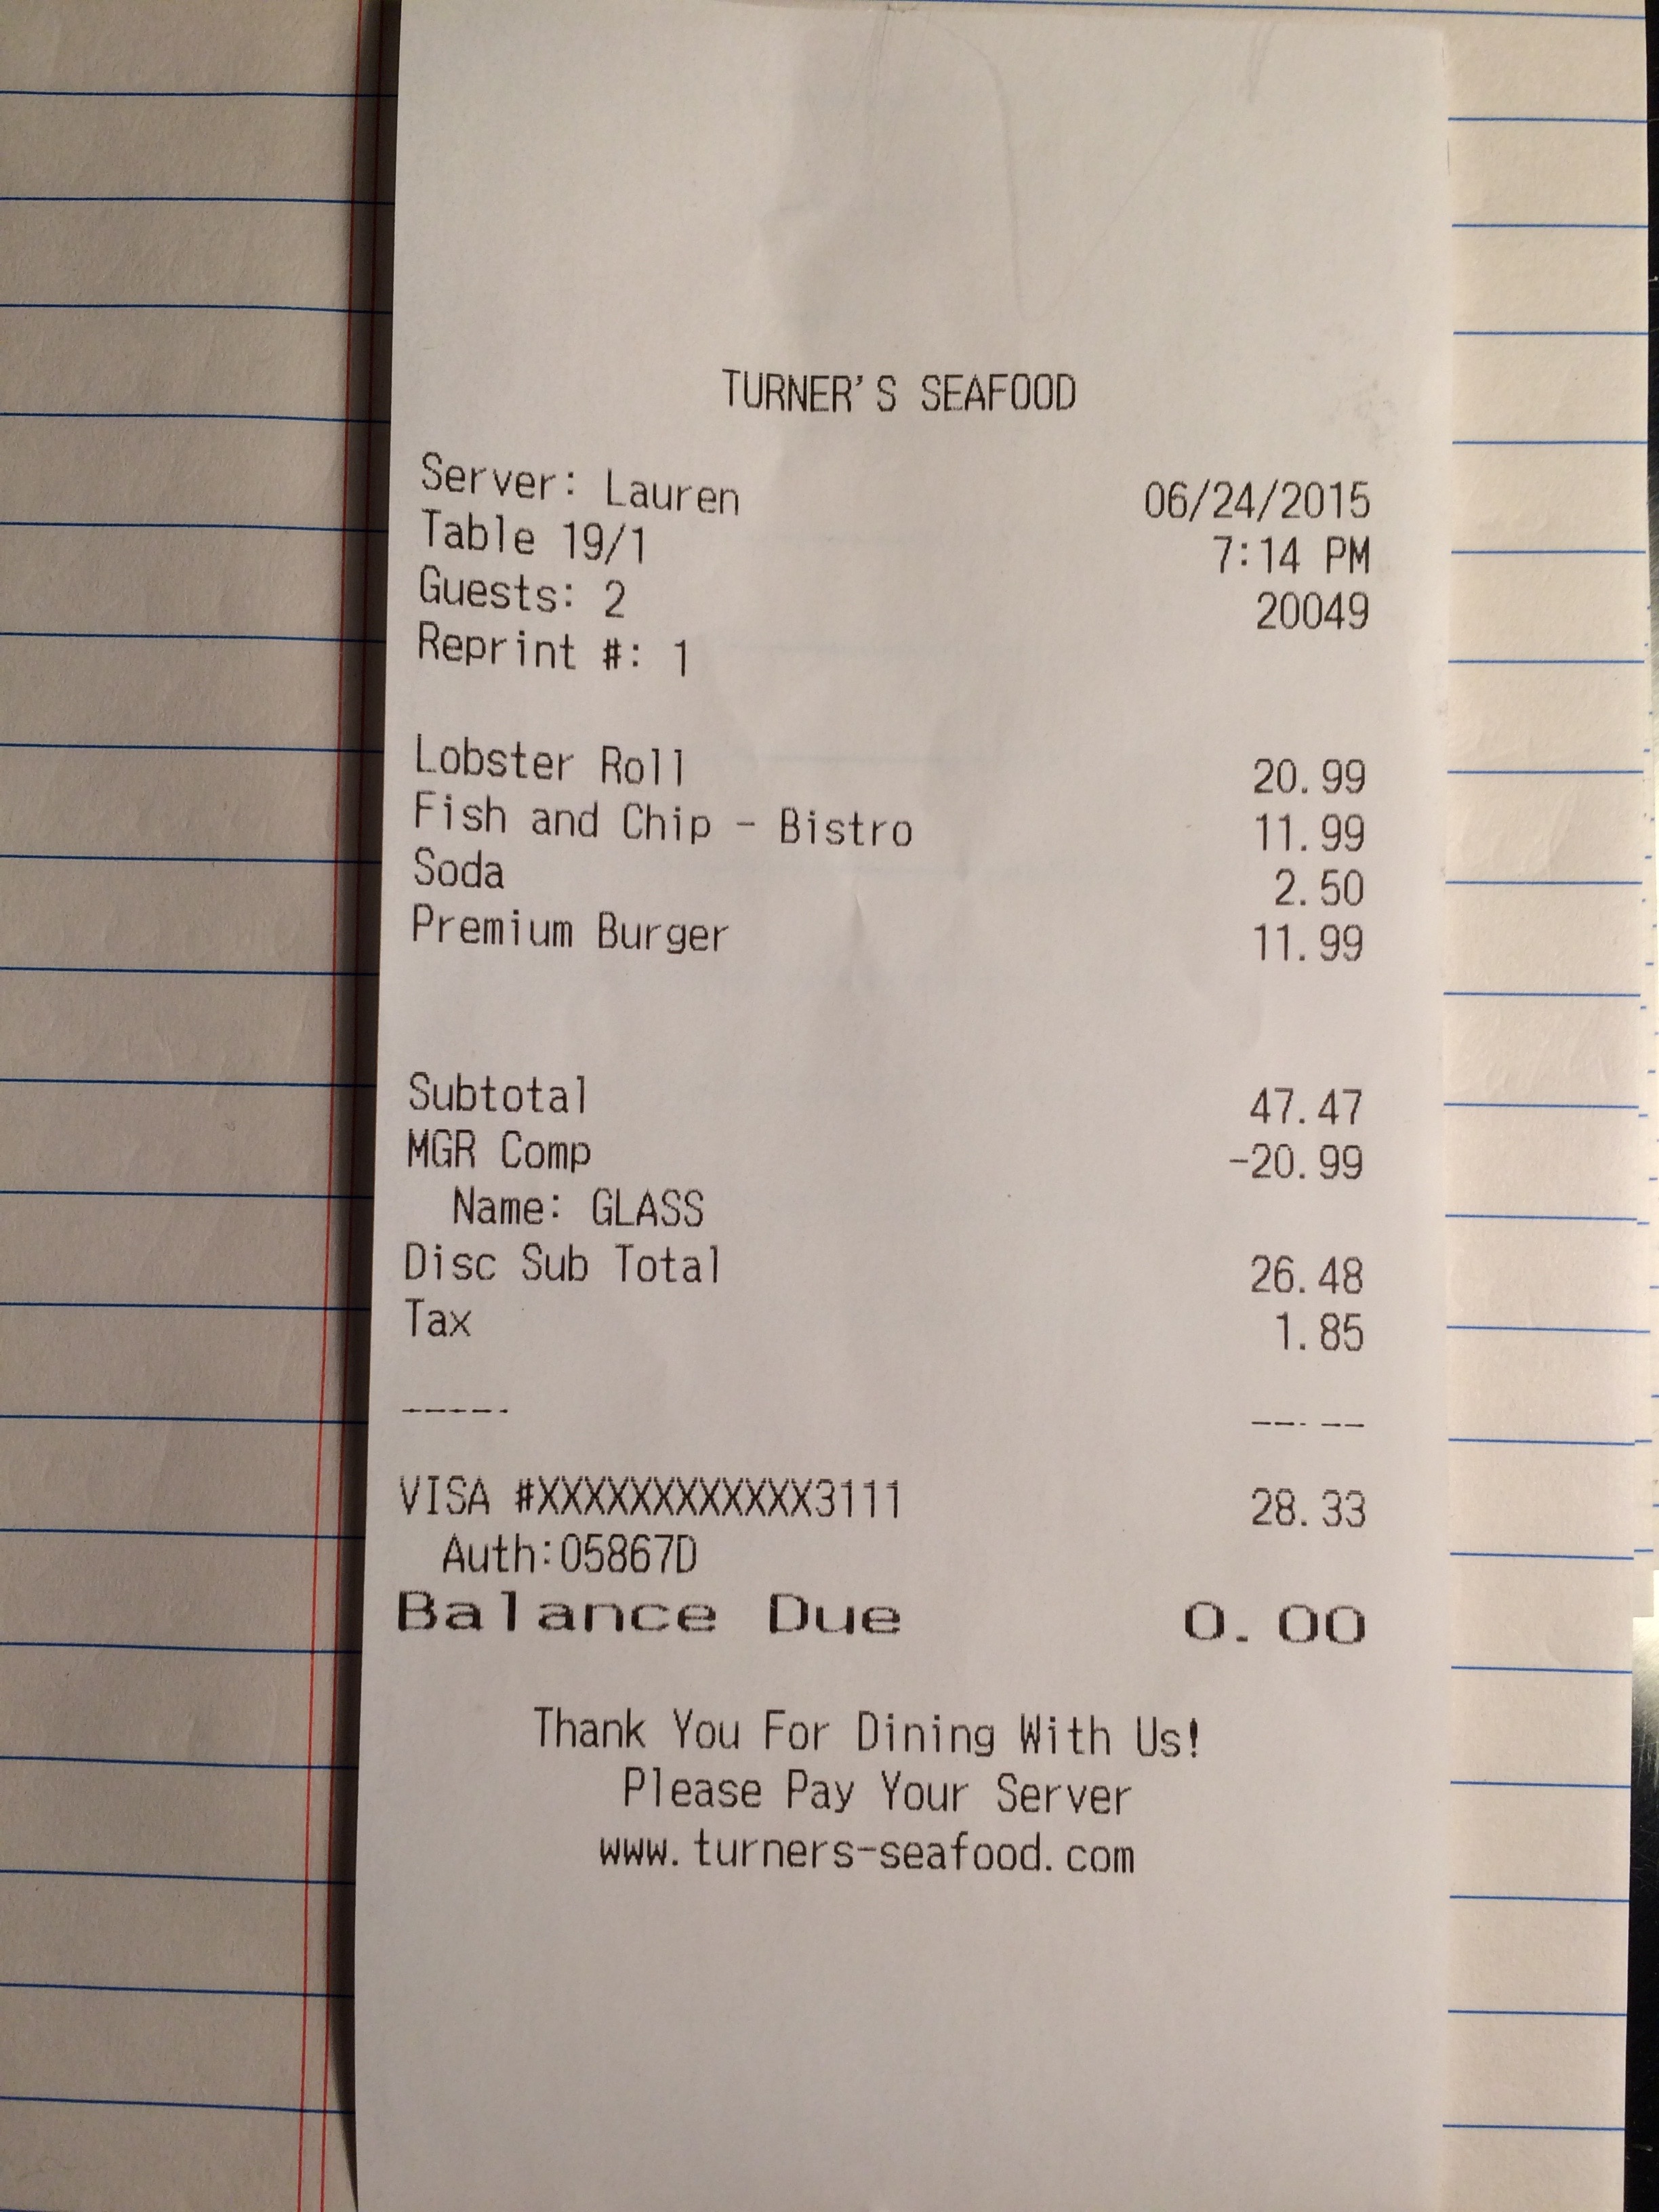 TURNER'S SEAFOOD
Server: Lauren 06/24/2015
Table 19/1 7:14 PM
Guests: 2 20049
Reprint #: 1
Lobster Roll 20.99
Fish and Chip - Bistro 11.99
Soda 2.50
Premium Burger 11.99
Subtotal 47.47
MGR Comp -20.99
Name: GLASS
Disc Sub Total 26.48
Tax 1.85
VISA #XXXXXXXXXXXX3111 28.33
Auth:05867D
Balance Due 0.00
Thank You For Dining With Us!
Please Pay Your Server
www.turners-seafood.com